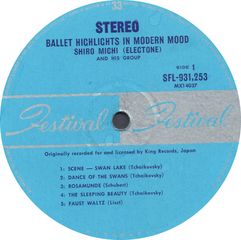 33
STEREO
BALLET HIGHLIGHTS IN MODERN MOOD
SHIRO MICHI (ELECTONE)
AND HIS GROUP
SIDE 1
SFL-931,253
MX14037
Festival Festival
Originally recorded for and licensed by King Records, Japan
1: SCENE — SWAN LAKE (Tchaikovsky)
2: DANCE OF THE SWANS (Tchaikovsky)
3: ROSAMUNDE (Schubert)
4: THE SLEEPING BEAUTY (Tchaikovsky)
5: FAUST WALTZ (Liszt)